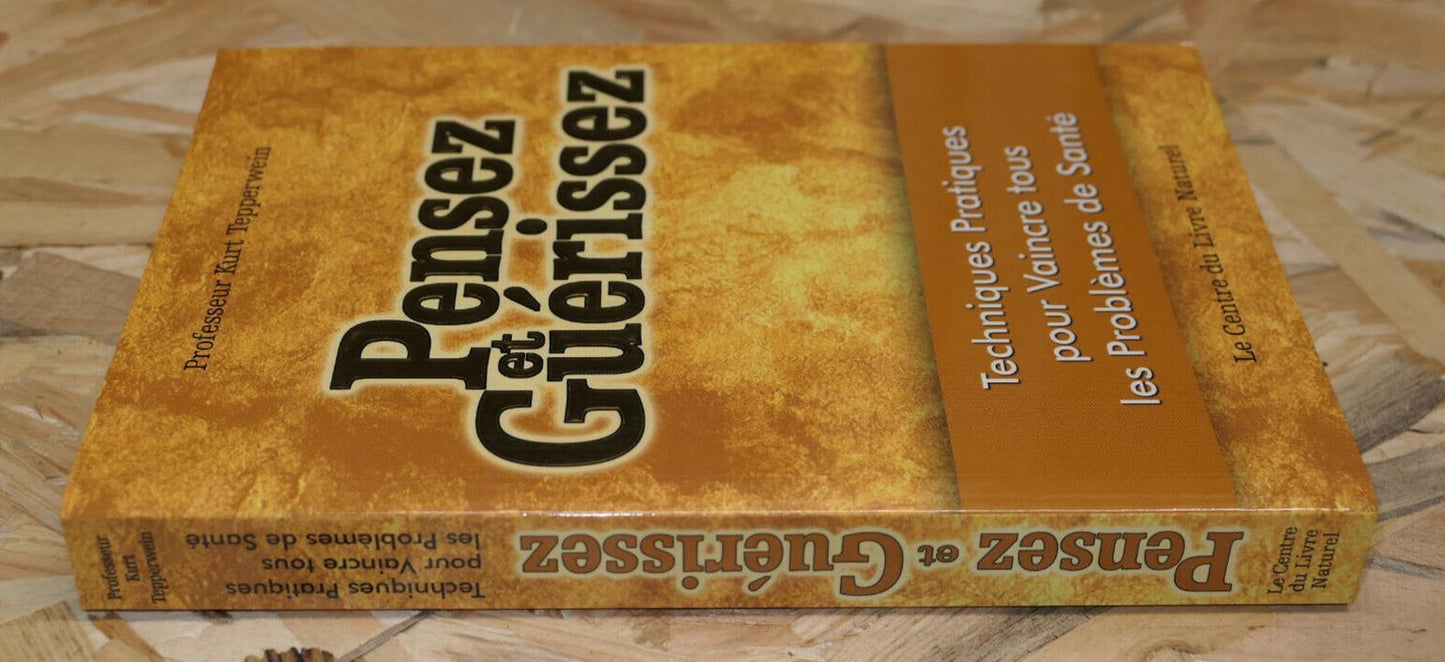 Professeur Kurt Tepperwein
Pensez
et
Guérissez
Techniques Pratiques
pour Vaincre tous
les Problèmes de Santé
Le Centre du Livre Naturel
Professeur
Kurt
Tepperwein
Techniques Pratiques
pour Vaincre tous
les Problèmes de Santé
Pensez et Guérissez
Le Centre
du Livre
Naturel